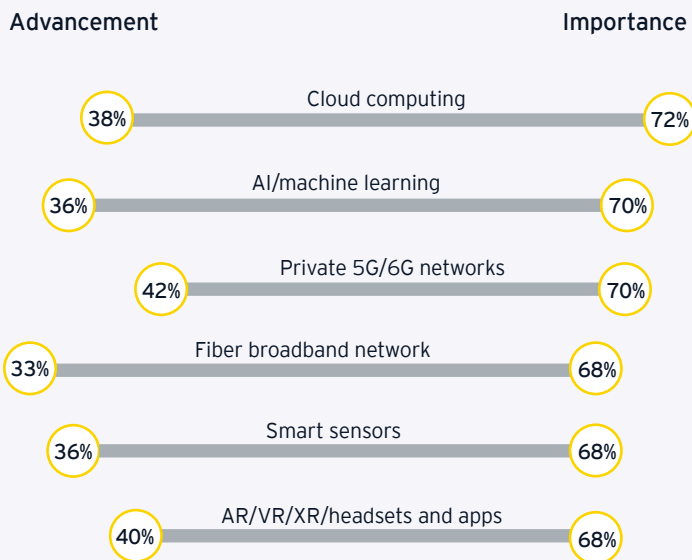 Advancement Importance
Cloud computing
38% 72%
AI/machine learning
36% 70%
Private 5G/6G networks
42% 70%
Fiber broadband network
33% 68%
Smart sensors
36% 68%
AR/VR/XR/headsets and apps
40% 68%